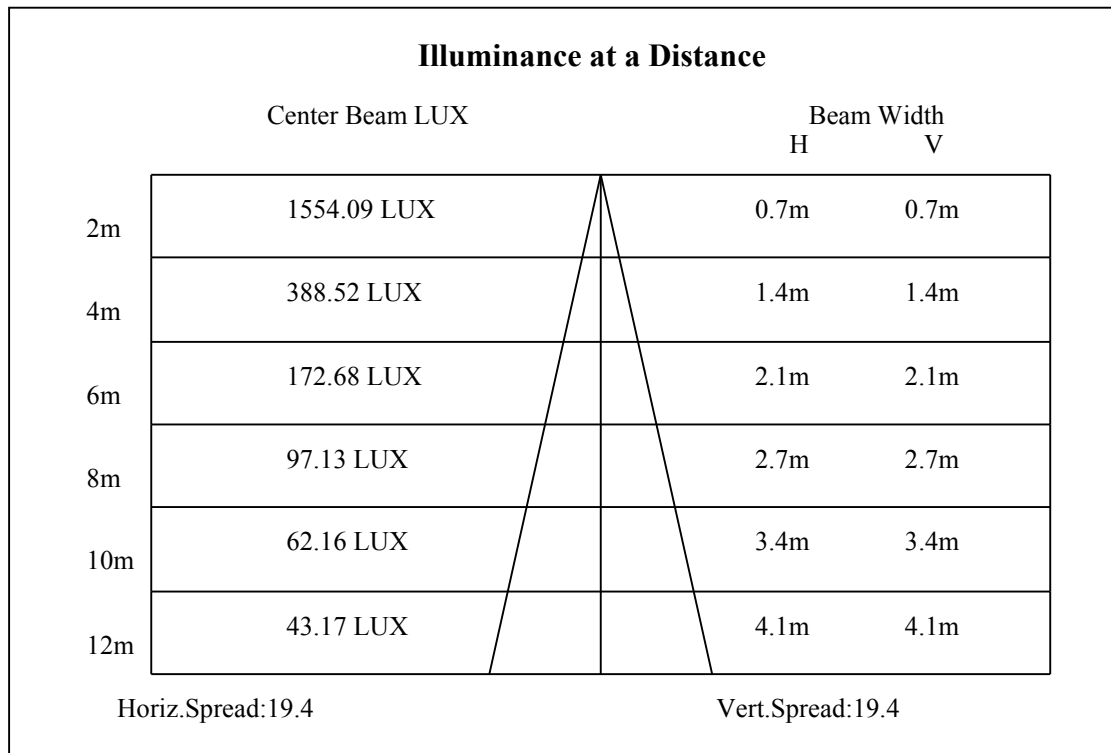 Illuminance at a Distance
Center Beam LUX Beam Width
H V
2m 1554.09 LUX 0.7m 0.7m
4m 388.52 LUX 1.4m 1.4m
6m 172.68 LUX 2.1m 2.1m
8m 97.13 LUX 2.7m 2.7m
10m 62.16 LUX 3.4m 3.4m
12m 43.17 LUX 4.1m 4.1m
Horiz.Spread:19.4 Vert.Spread:19.4